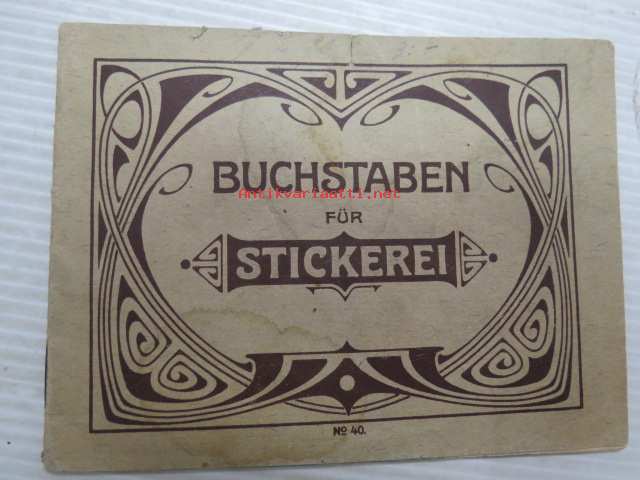 BUCHSTABEN
Antikvariaatti.net
FÜR
STICKEREI
No 40.